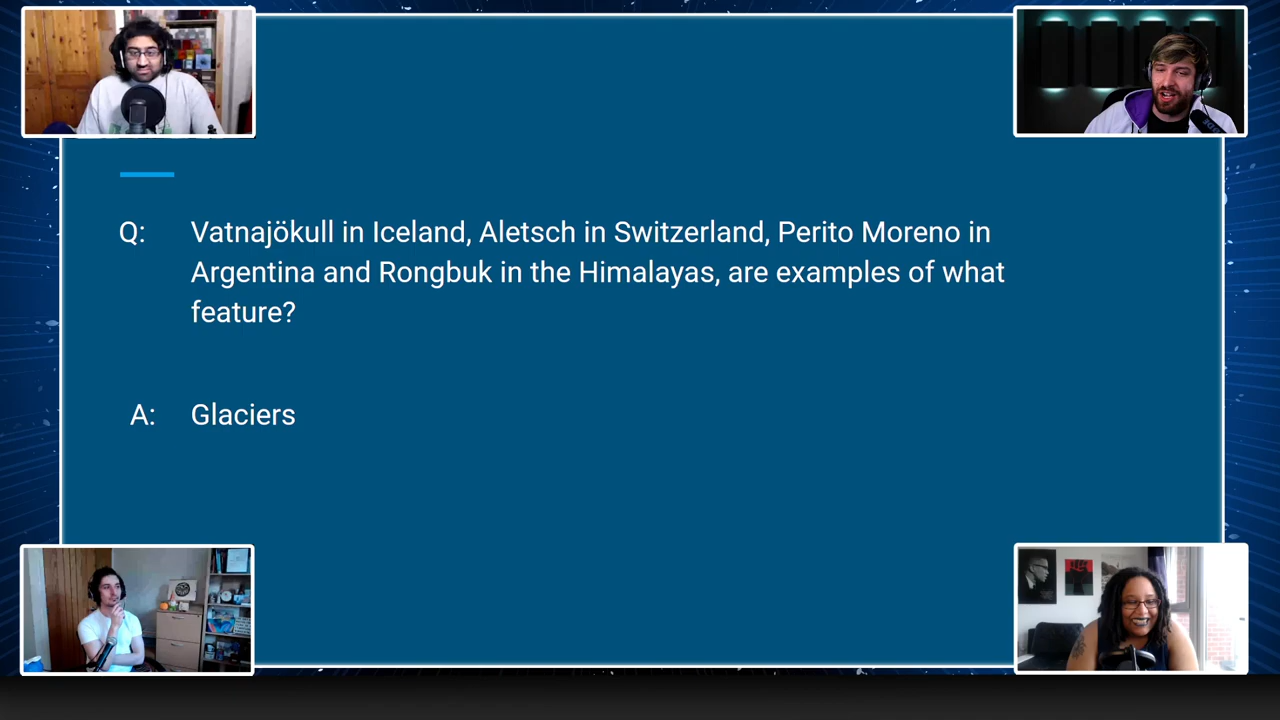 Q: Vatnajökull in Iceland, Aletsch in Switzerland, Perito Moreno in
Argentina and Rongbuk in the Himalayas, are examples of what
feature?
A: Glaciers